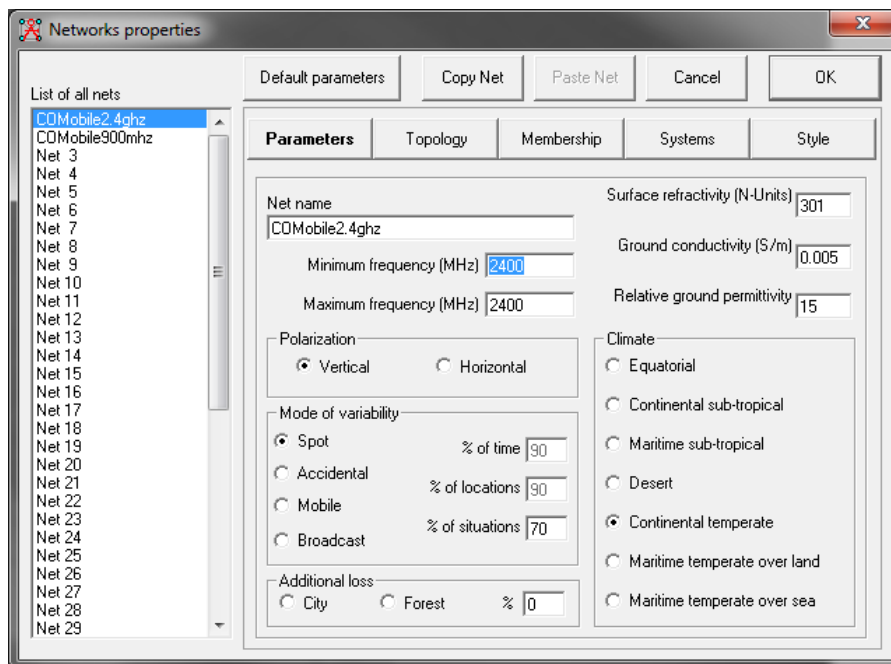 Networks properties
Default parameters
Copy Net
Paste Net
Cancel
OK
List of all nets
COMobile2.4ghz
COMobile900mhz
Net 3
Net 4
Net 5
Net 6
Net 7
Net 8
Net 9
Net 10
Net 11
Net 12
Net 13
Net 14
Net 15
Net 16
Net 17
Net 18
Net 19
Net 20
Net 21
Net 22
Net 23
Net 24
Net 25
Net 26
Net 27
Net 28
Net 29
Parameters
Topology
Membership
Systems
Style
Net name
COMobile2.4ghz
Minimum frequency (MHz) 2400
Maximum frequency (MHz) 2400
Surface refractivity (N-Units) 301
Ground conductivity (S/m) 0.005
Relative ground permittivity 15
Polarization
Vertical
Horizontal
Mode of variability
Spot
Accidental
Mobile
Broadcast
% of time 90
% of locations 90
% of situations 70
Additional loss
City
Forest
% 0
Climate
Equatorial
Continental sub-tropical
Maritime sub-tropical
Desert
Continental temperate
Maritime temperate over land
Maritime temperate over sea